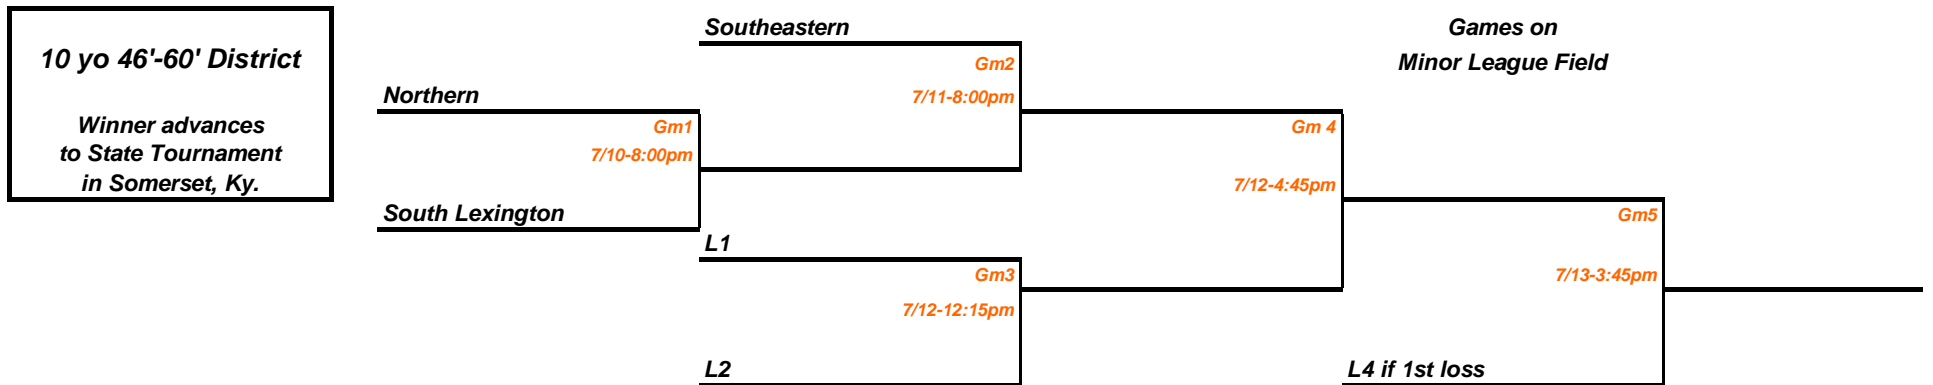 10 yo 46'-60' District
Winner advances
to State Tournament
in Somerset, Ky.
Southeastern
Games on
Minor League Field
Gm2
7/11-8:00pm
Northern
Gm1
7/10-8:00pm
Gm 4
7/12-4:45pm
South Lexington
Gm5
L1
Gm3
7/13-3:45pm
7/12-12:15pm
L2
L4 if 1st loss